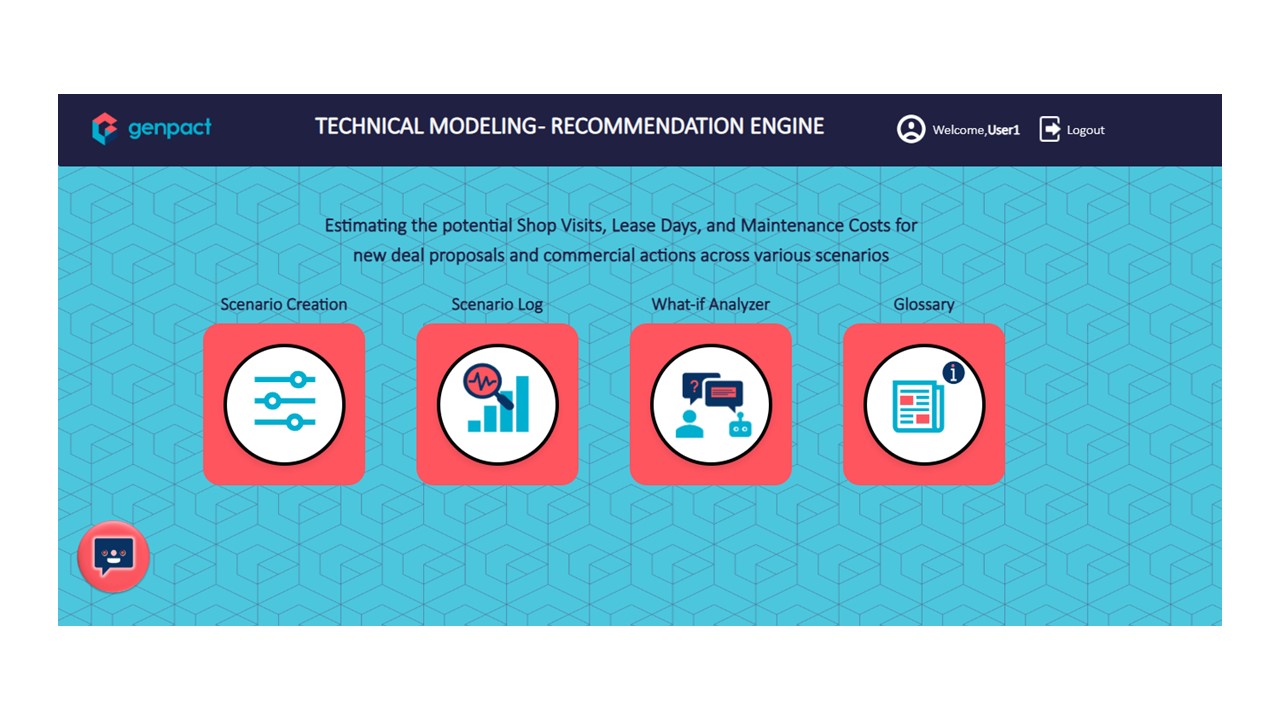 genpact
TECHNICAL MODELING- RECOMMENDATION ENGINE
Welcome,User1
Logout
Estimating the potential Shop Visits, Lease Days, and Maintenance Costs for
new deal proposals and commercial actions across various scenarios
Scenario Creation
Scenario Log
What-if Analyzer
Glossary
?
i